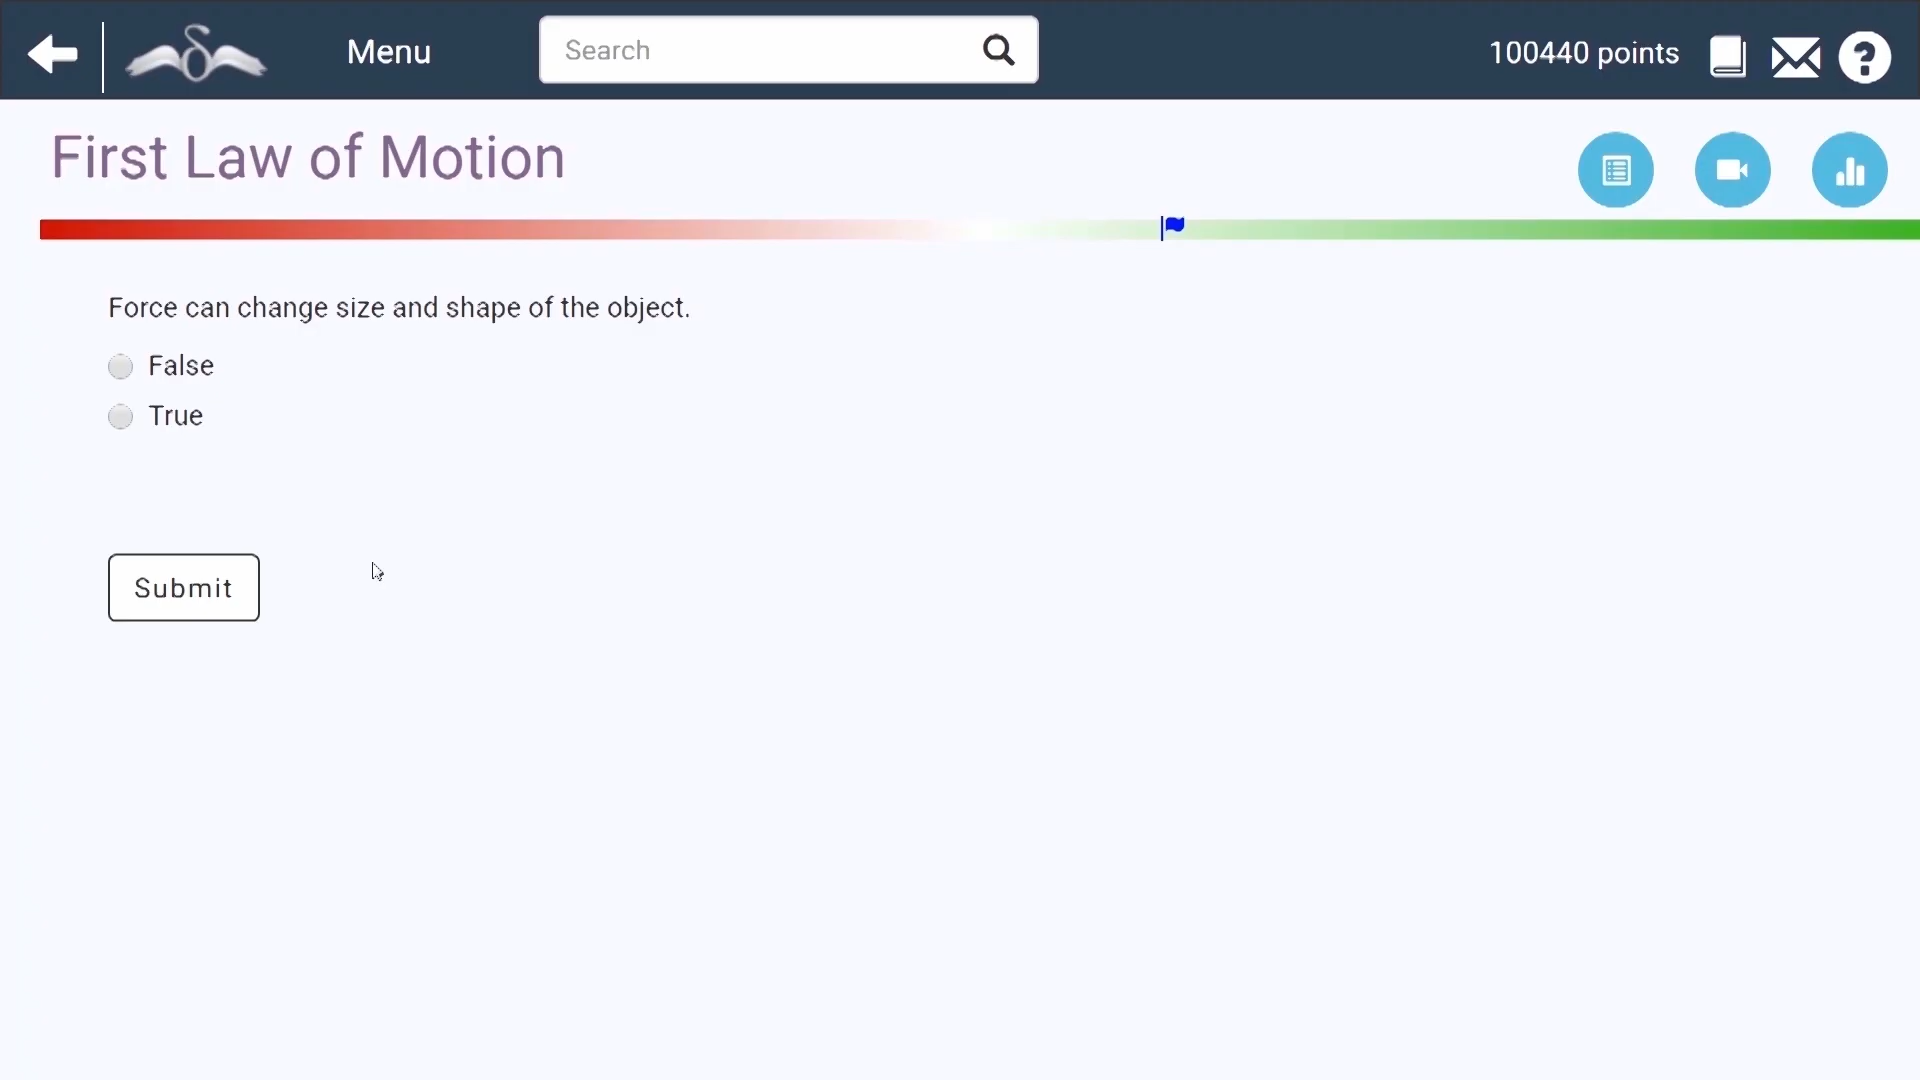 Menu
Search
100440 points
First Law of Motion
Force can change size and shape of the object.
False
True
Submit